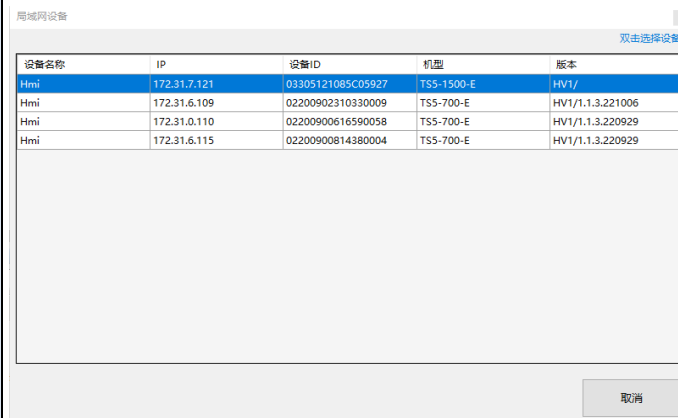 局域网设备
双击选择设备
设备名称 IP 设备ID 机型 版本
Hmi 172.31.7.121 03305121085C05927 TS5-1500-E HV1/
Hmi 172.31.6.109 02200902310330009 TS5-700-E HV1/1.1.3.221006
Hmi 172.31.0.110 02200900616590058 TS5-700-E HV1/1.1.3.220929
Hmi 172.31.6.115 02200900814380004 TS5-700-E HV1/1.1.3.220929
取消